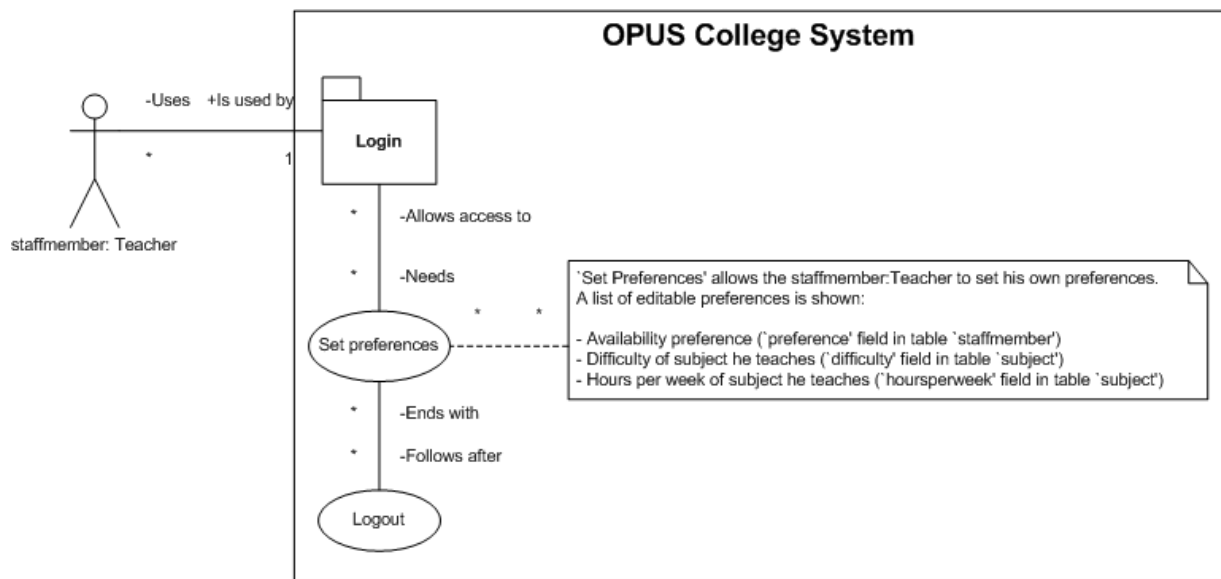 OPUS College System
-Uses +Is used by
Login
* 1
staffmember: Teacher
* -Allows access to
* -Needs
`Set Preferences' allows the staffmember:Teacher to set his own preferences.
A list of editable preferences is shown:
- Availability preference (`preference' field in table `staffmember')
- Difficulty of subject he teaches (`difficulty' field in table `subject')
- Hours per week of subject he teaches (`hoursperweek' field in table `subject')
* *
Set preferences
* -Ends with
* -Follows after
Logout